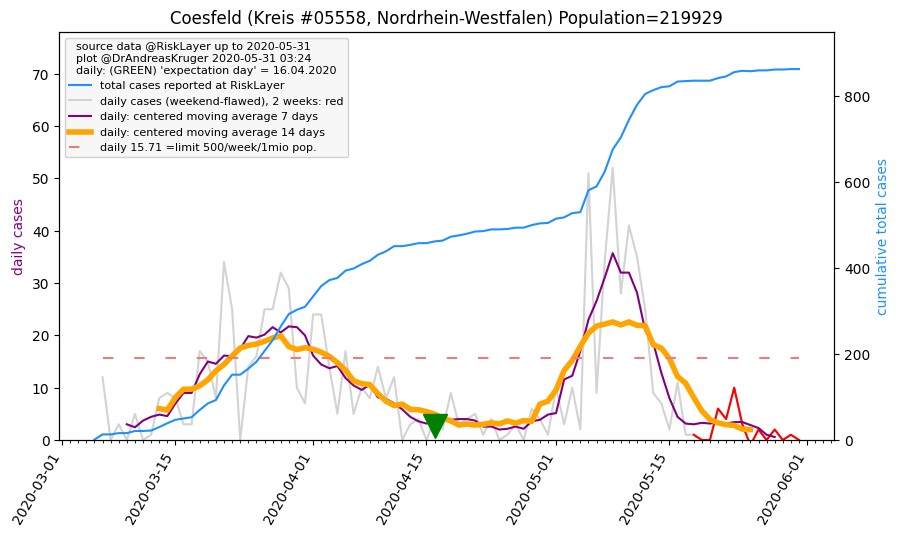 Coesfeld (Kreis #05558, Nordrhein-Westfalen) Population=219929
source data @RiskLayer up to 2020-05-31
plot @DrAndreasKruger 2020-05-31 03:24
daily: (GREEN) 'expectation day' = 16.04.2020
total cases reported at RiskLayer
daily cases (weekend-flawed), 2 weeks: red
daily: centered moving average 7 days
daily: centered moving average 14 days
daily 15.71 =limit 500/week/1mio pop.
daily cases
70
60
50
40
30
20
10
0
cumulative total cases
800
600
400
200
0
2020-03-01
2020-03-15
2020-04-01
2020-04-15
2020-05-01
2020-05-15
2020-06-01